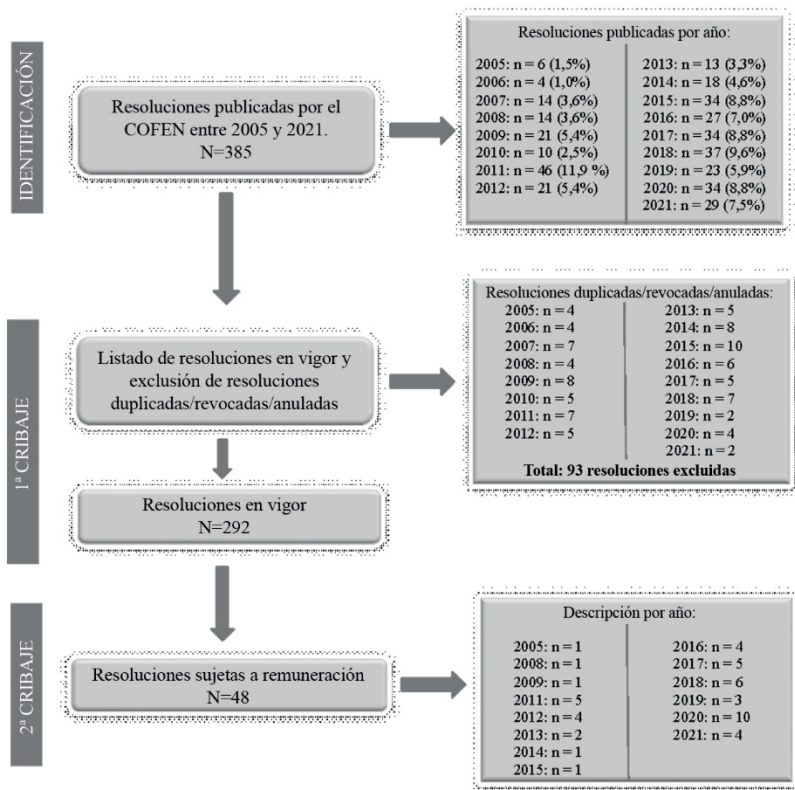 IDENTIFICACIÓN
Resoluciones publicadas por el
COFEN entre 2005 y 2021.
N=385
Resoluciones publicadas por año:
2005: n = 6 (1,5%)
2006: n = 4 (1,0%)
2007: n = 14 (3,6%)
2008: n = 14 (3,6%)
2009: n = 21 (5,4%)
2010: n = 10 (2,5%)
2011: n = 46 (11,9 %)
2012: n = 21 (5,4%)
2013: n = 13 (3,3%)
2014: n = 18 (4,6%)
2015: n = 34 (8,8%)
2016: n = 27 (7,0%)
2017: n = 34 (8,8%)
2018: n = 37 (9,6%)
2019: n = 23 (5,9%)
2020: n = 34 (8,8%)
2021: n = 29 (7,5%)
1ª CRIBAJE
Listado de resoluciones en vigor y
exclusión de resoluciones
duplicadas/revocadas/anuladas
Resoluciones duplicadas/revocadas/anuladas:
2005: n = 4
2006: n = 4
2007: n = 7
2008: n = 4
2009: n = 8
2010: n = 5
2011: n = 7
2012: n = 5
2013: n = 5
2014: n = 8
2015: n = 10
2016: n = 6
2017: n = 5
2018: n = 7
2019: n = 2
2020: n = 4
2021: n = 2
Total: 93 resoluciones excluidas
Resoluciones en vigor
N=292
2ª CRIBAJE
Resoluciones sujetas a remuneración
N=48
Descripción por año:
2005: n = 1
2008: n = 1
2009: n = 1
2011: n = 5
2012: n = 4
2013: n = 2
2014: n = 1
2015: n = 1
2016: n = 4
2017: n = 5
2018: n = 6
2019: n = 3
2020: n = 10
2021: n = 4